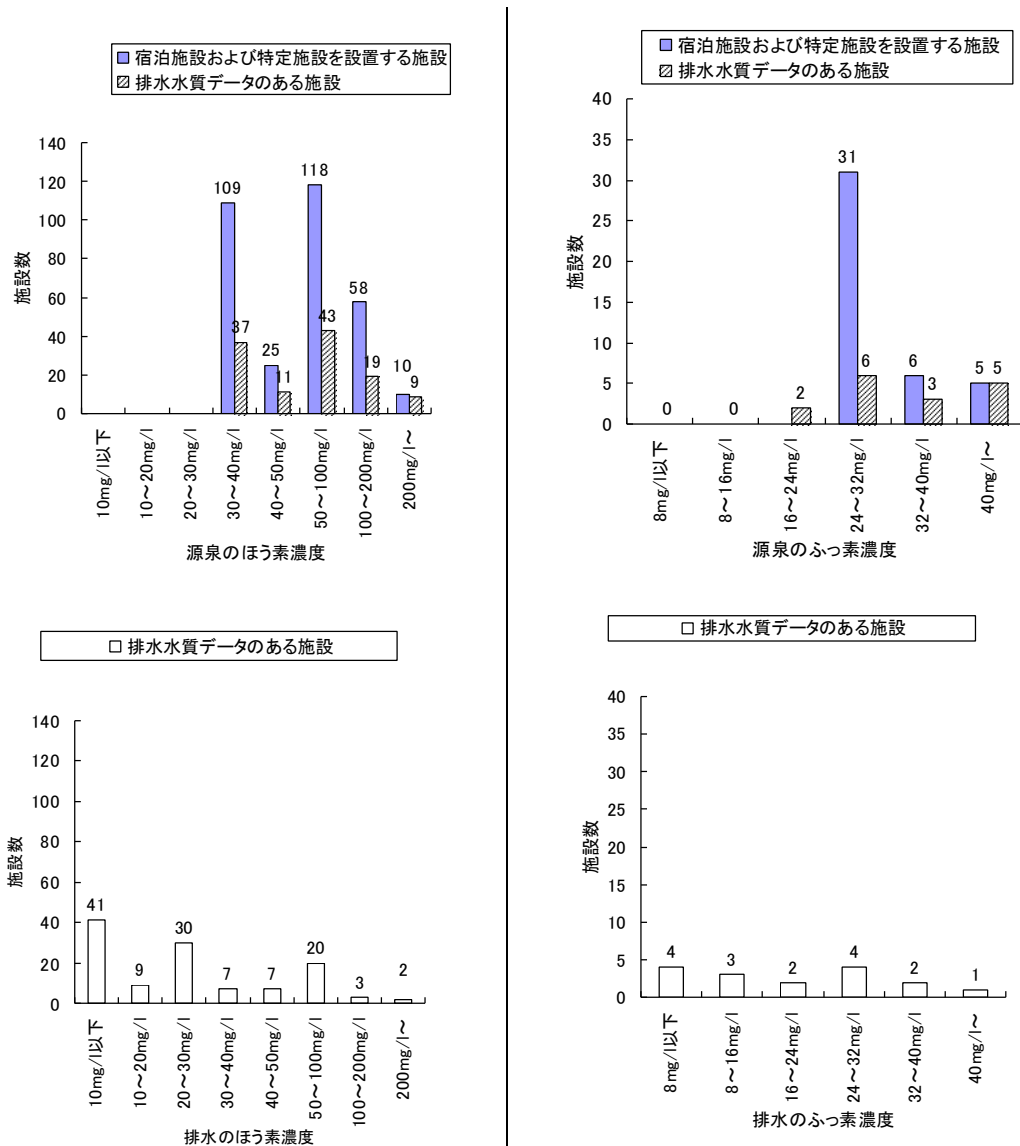 宿泊施設および特定施設を設置する施設
排水水質データのある施設
140
120
100
80
60
40
20
0
施設数
109
37
25
11
118
43
58
19
10
9
10mg/l以下
10～20mg/l
20～30mg/l
30～40mg/l
40～50mg/l
50～100mg/l
100～200mg/l
200mg/l～
源泉のほう素濃度
宿泊施設および特定施設を設置する施設
排水水質データのある施設
40
35
30
25
20
15
10
5
0
施設数
0
0
2
31
6
6
3
5
5
8mg/l以下
8～16mg/l
16～24mg/l
24～32mg/l
32～40mg/l
40mg/l～
源泉のふっ素濃度
排水水質データのある施設
140
120
100
80
60
40
20
0
施設数
41
9
30
7
7
20
3
2
10mg/l以下
10～20mg/l
20～30mg/l
30～40mg/l
40～50mg/l
50～100mg/l
100～200mg/l
200mg/l～
排水のほう素濃度
排水水質データのある施設
40
35
30
25
20
15
10
5
0
施設数
4
3
2
4
2
1
8mg/l以下
8～16mg/l
16～24mg/l
24～32mg/l
32～40mg/l
40mg/l～
排水のふっ素濃度